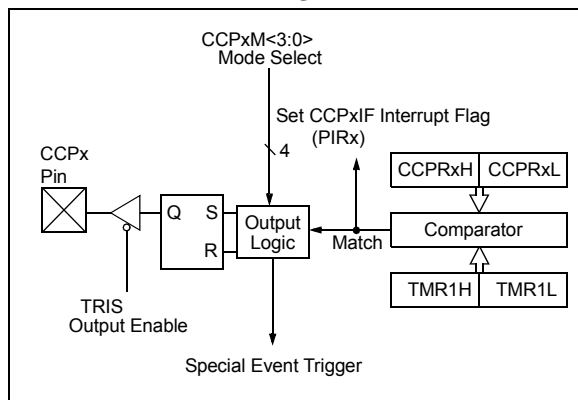 CCPxM<3:0>
Mode Select
Set CCPxIF Interrupt Flag
(PIRx)
4
CCPx
Pin
CCPRxH CCPRxL
Q S
R
Output
Logic
Match
Comparator
TMR1H TMR1L
TRIS
Output Enable
Special Event Trigger